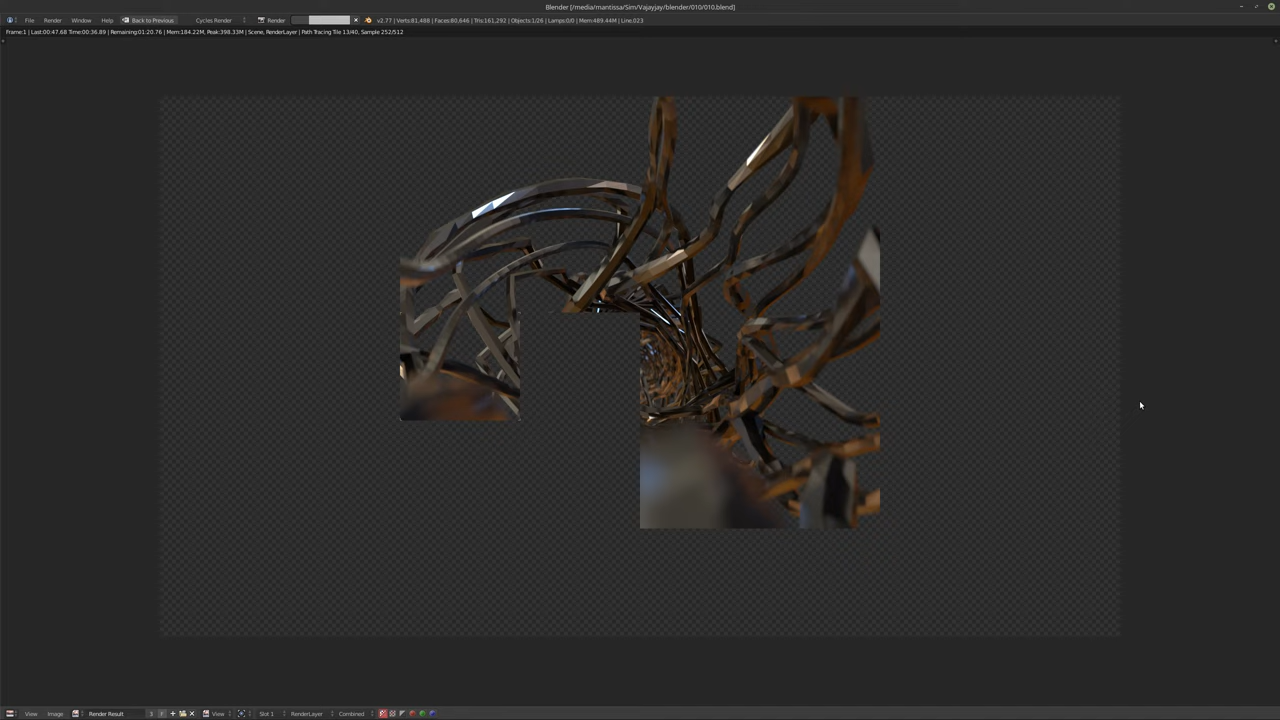 Blender [/media/mantissa/Sim/Vajayjay/blender/010/010.blend]
File Render Window Help Back to Previous Cycles Render Render v2.77 | Verts:81,488 | Faces:80,646 | Tris:161,292 | Objects:1/26 | Lamps:0/0 | Mem:489.44M | Line.023
Frame:1 | Last:00:47.68 Time:00:36.89 | Remaining:01:20.76 | Mem:184.22M, Peak:398.33M | Scene, RenderLayer | Path Tracing Tile 13/40, Sample 252/512
View Image Render Result 3 F View Slot 1 RenderLayer Combined